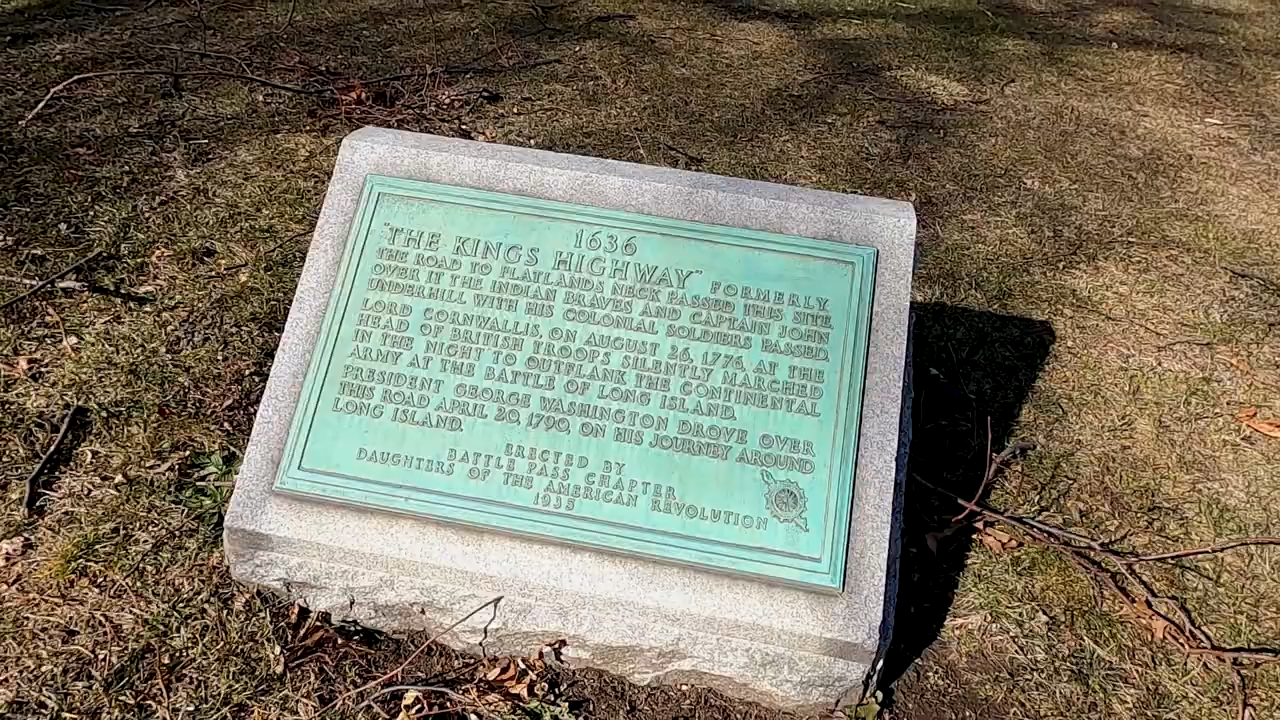 1636
"THE KINGS HIGHWAY" FORMERLY
THE ROAD TO FLATLANDS NECK PASSED THIS SITE.
OVER IT THE INDIAN BRAVES AND CAPTAIN JOHN
UNDERHILL WITH HIS COLONIAL SOLDIERS PASSED.
LORD CORNWALLIS, ON AUGUST 26, 1776, AT THE
HEAD OF BRITISH TROOPS SILENTLY MARCHED
IN THE NIGHT TO OUTFLANK THE CONTINENTAL
ARMY AT THE BATTLE OF LONG ISLAND.
PRESIDENT GEORGE WASHINGTON DROVE OVER
THIS ROAD APRIL 20, 1790, ON HIS JOURNEY AROUND
LONG ISLAND.
ERECTED BY
BATTLE PASS CHAPTER
DAUGHTERS OF THE AMERICAN REVOLUTION
1935